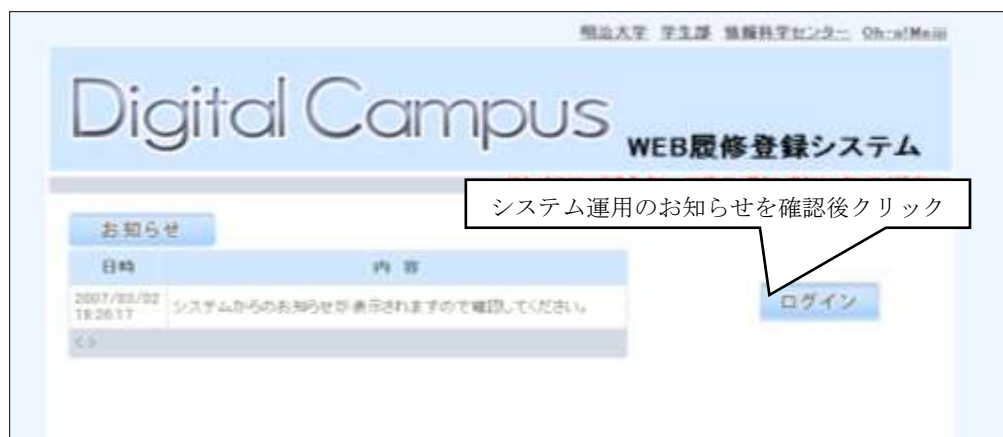 明治大学 学生部 情報科学センター Oh-o!Meiji
Digital Campus
WEB履修登録システム
システム運用のお知らせを確認後クリック
お知らせ
日時 内 容
システムからのお知らせが表示されますので確認してください。
18:26:17
ログイン
<>